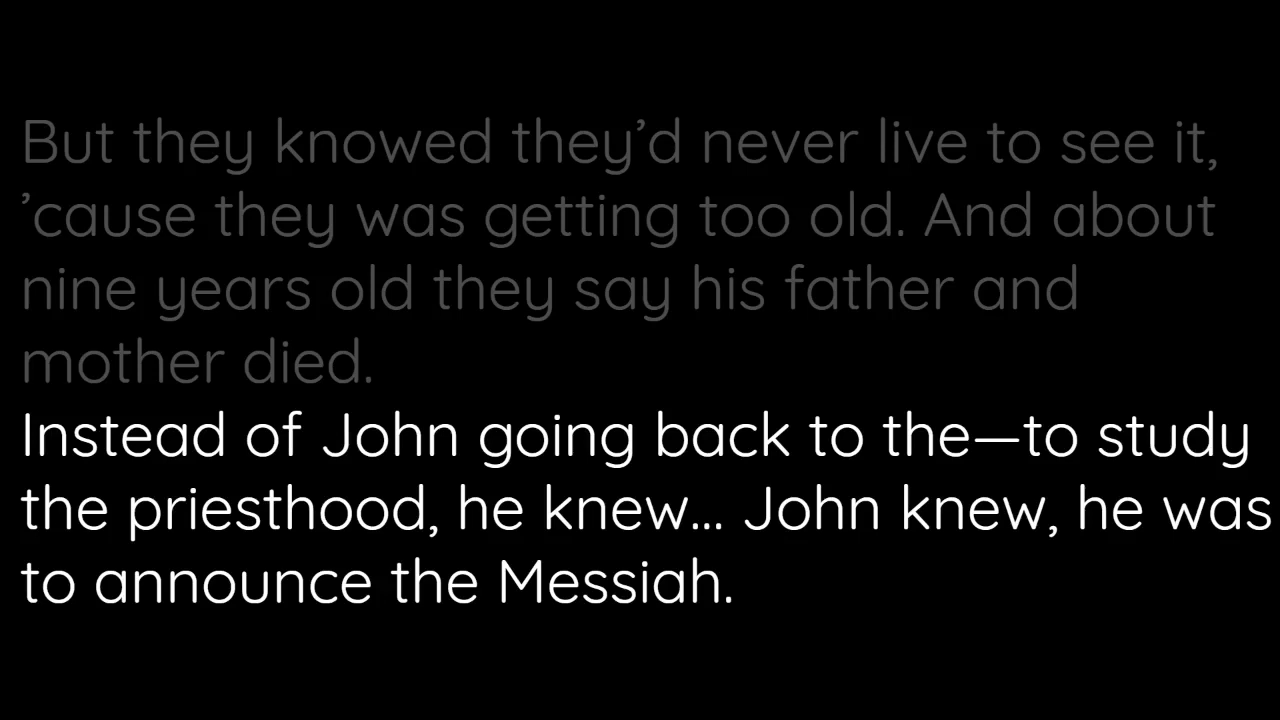 But they knowed they’d never live to see it,
’cause they was getting too old. And about
nine years old they say his father and
mother died.
Instead of John going back to the—to study
the priesthood, he knew... John knew, he was
to announce the Messiah.